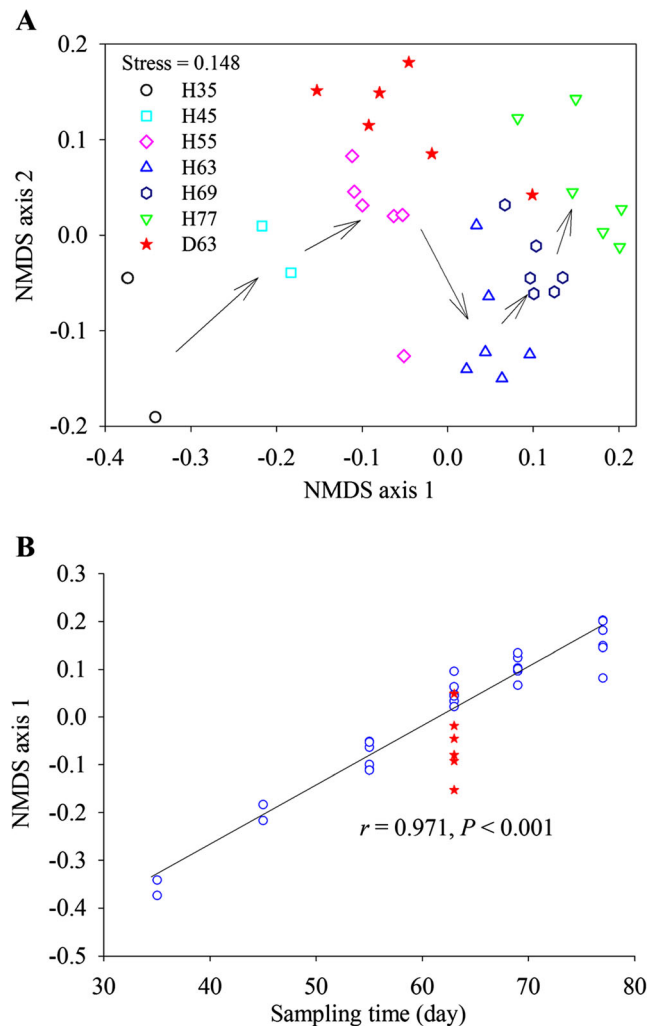 A
Stress = 0.148
H35
H45
H55
H63
H69
H77
D63
0.2
0.1
0.0
-0.1
-0.2
NMDS axis 2
-0.4 -0.3 -0.2 -0.1 0.0 0.1 0.2
NMDS axis 1
B
0.3
0.2
0.1
0.0
-0.1
-0.2
-0.3
-0.4
-0.5
NMDS axis 1
r = 0.971, P < 0.001
30 40 50 60 70 80
Sampling time (day)